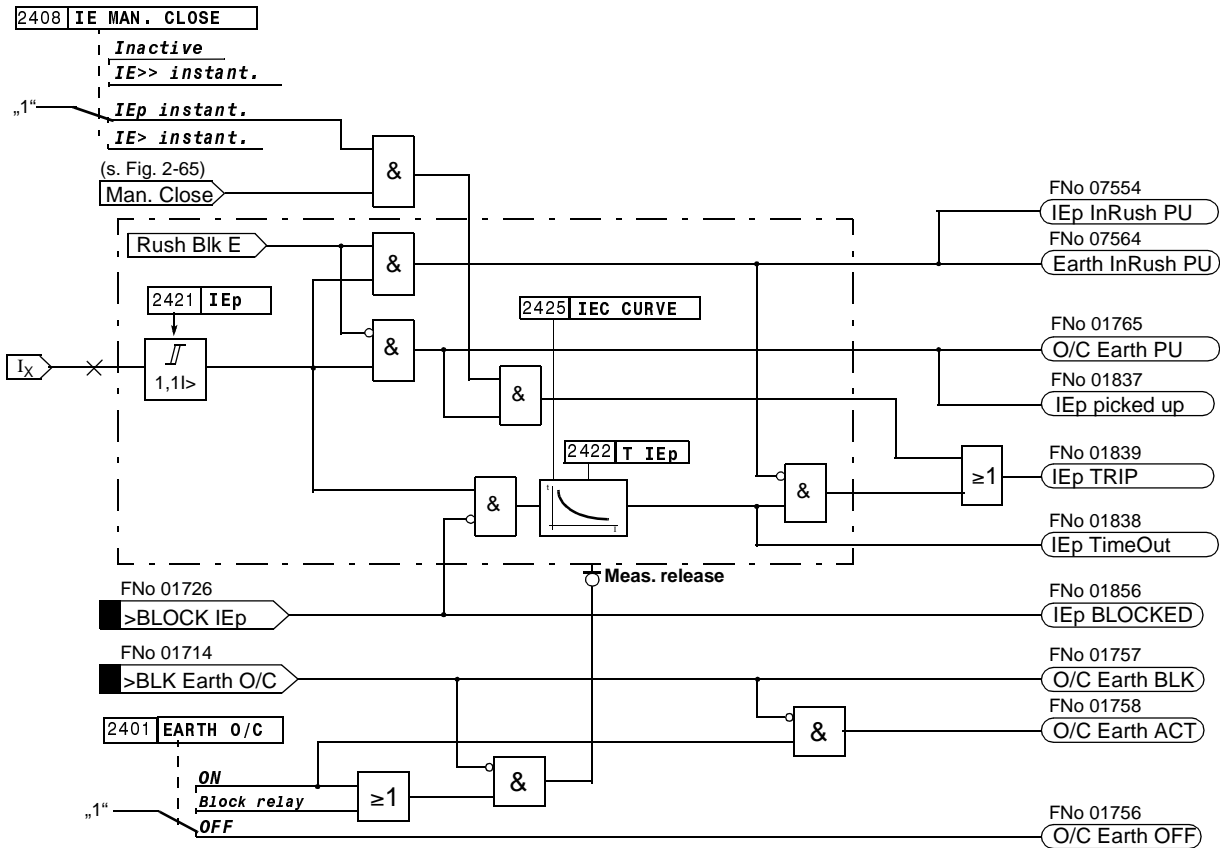 2408 IE MAN. CLOSE
Inactive
IE>> instant.
„1“
IEp instant.
IE> instant.
(s. Fig. 2-65)
Man. Close
&
FNo 07554
IEp InRush PU
Rush Blk E
&
FNo 07564
Earth InRush PU
2421 IEp
2425 IEC CURVE
&
FNo 01765
O/C Earth PU
IX
1,1I>
&
FNo 01837
IEp picked up
2422 T IEp
FNo 01839
IEp TRIP
≥1
&
&
t
I
FNo 01838
IEp TimeOut
Meas. release
FNo 01726
>BLOCK IEp
FNo 01856
IEp BLOCKED
FNo 01714
>BLK Earth O/C
FNo 01757
O/C Earth BLK
FNo 01758
O/C Earth ACT
&
2401 EARTH O/C
ON
&
Block relay
≥1
„1“
OFF
FNo 01756
O/C Earth OFF